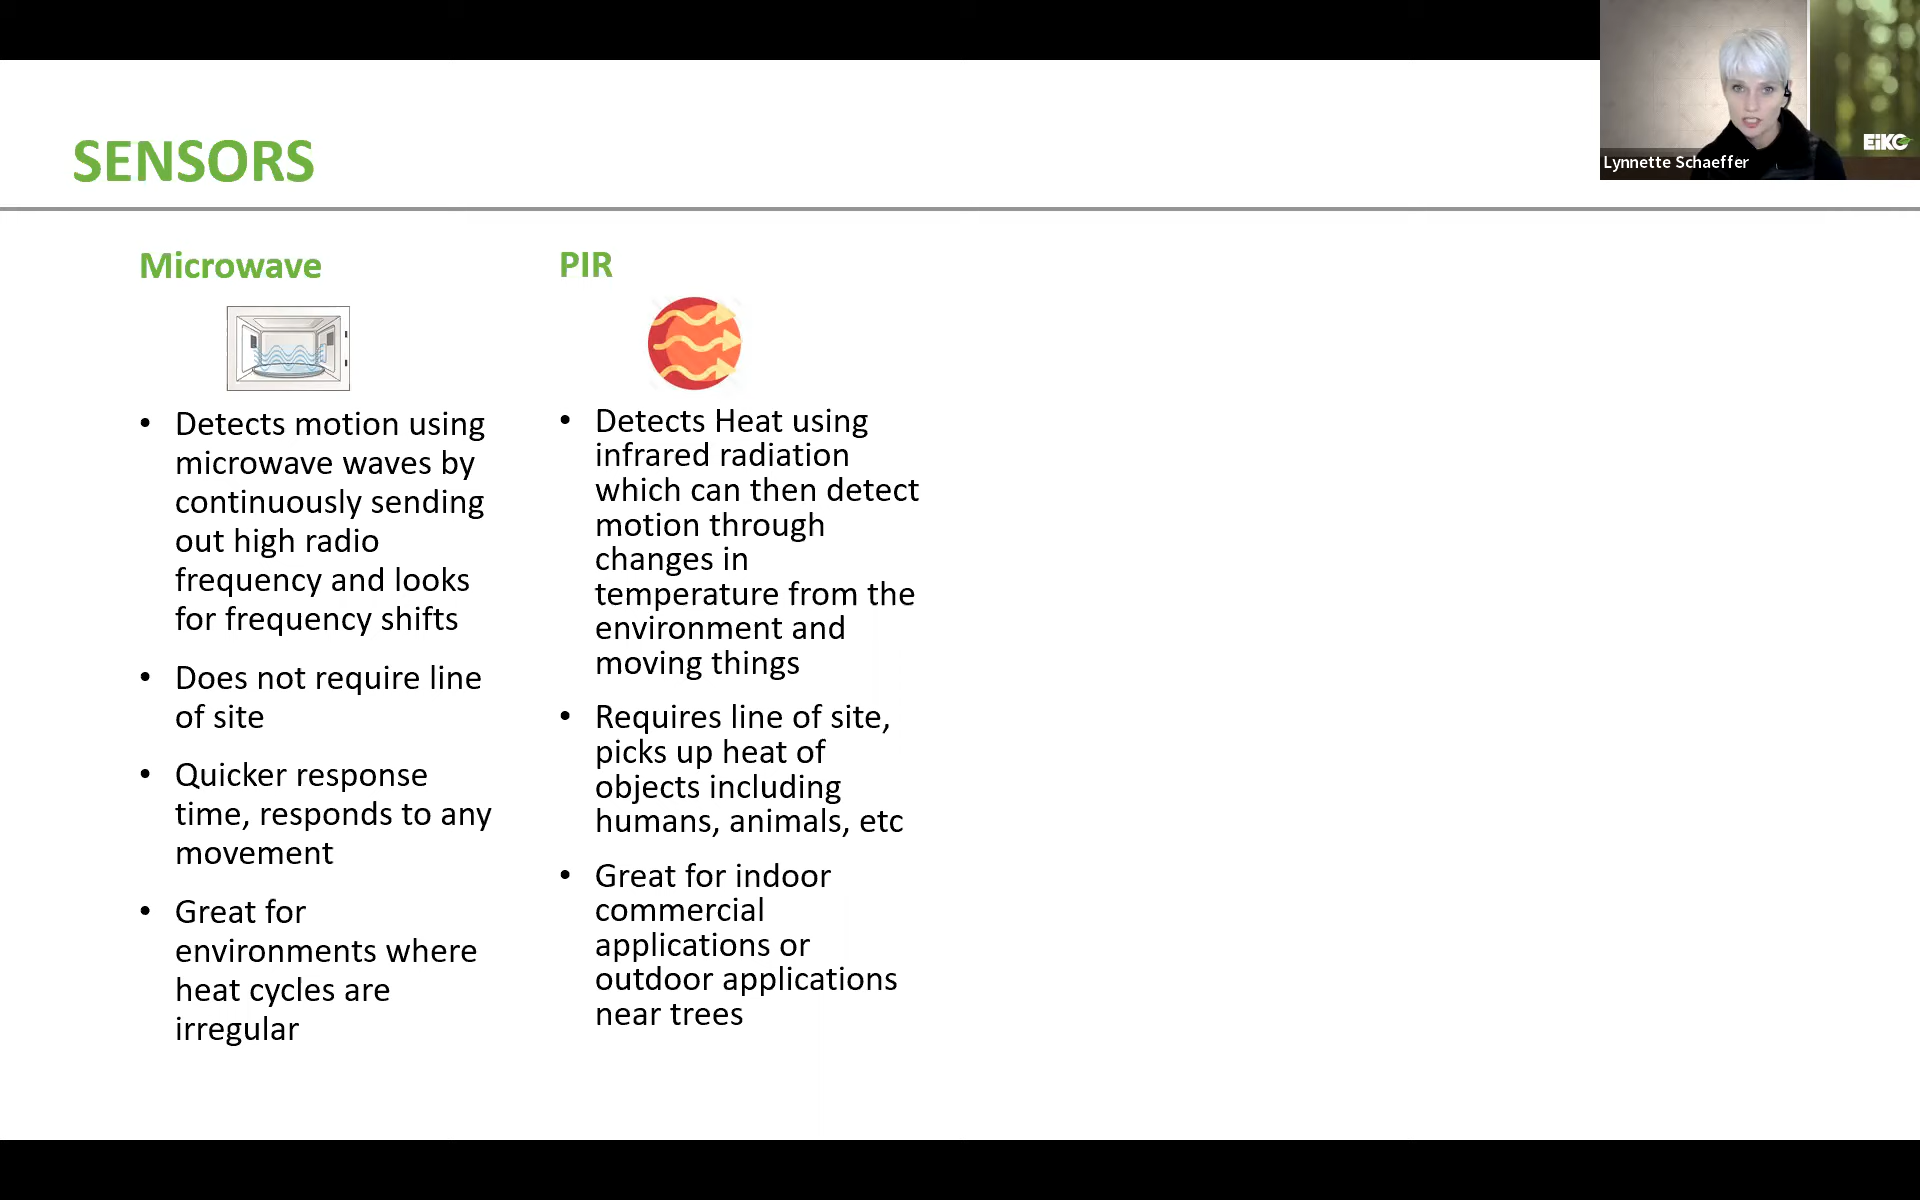 SENSORS
Lynnette Schaeffer
EiKO
Microwave
• Detects motion using
microwave waves by
continuously sending
out high radio
frequency and looks
for frequency shifts
• Does not require line
of site
• Quicker response
time, responds to any
movement
• Great for
environments where
heat cycles are
irregular
PIR
• Detects Heat using
infrared radiation
which can then detect
motion through
changes in
temperature from the
environment and
moving things
• Requires line of site,
picks up heat of
objects including
humans, animals, etc
• Great for indoor
commercial
applications or
outdoor applications
near trees